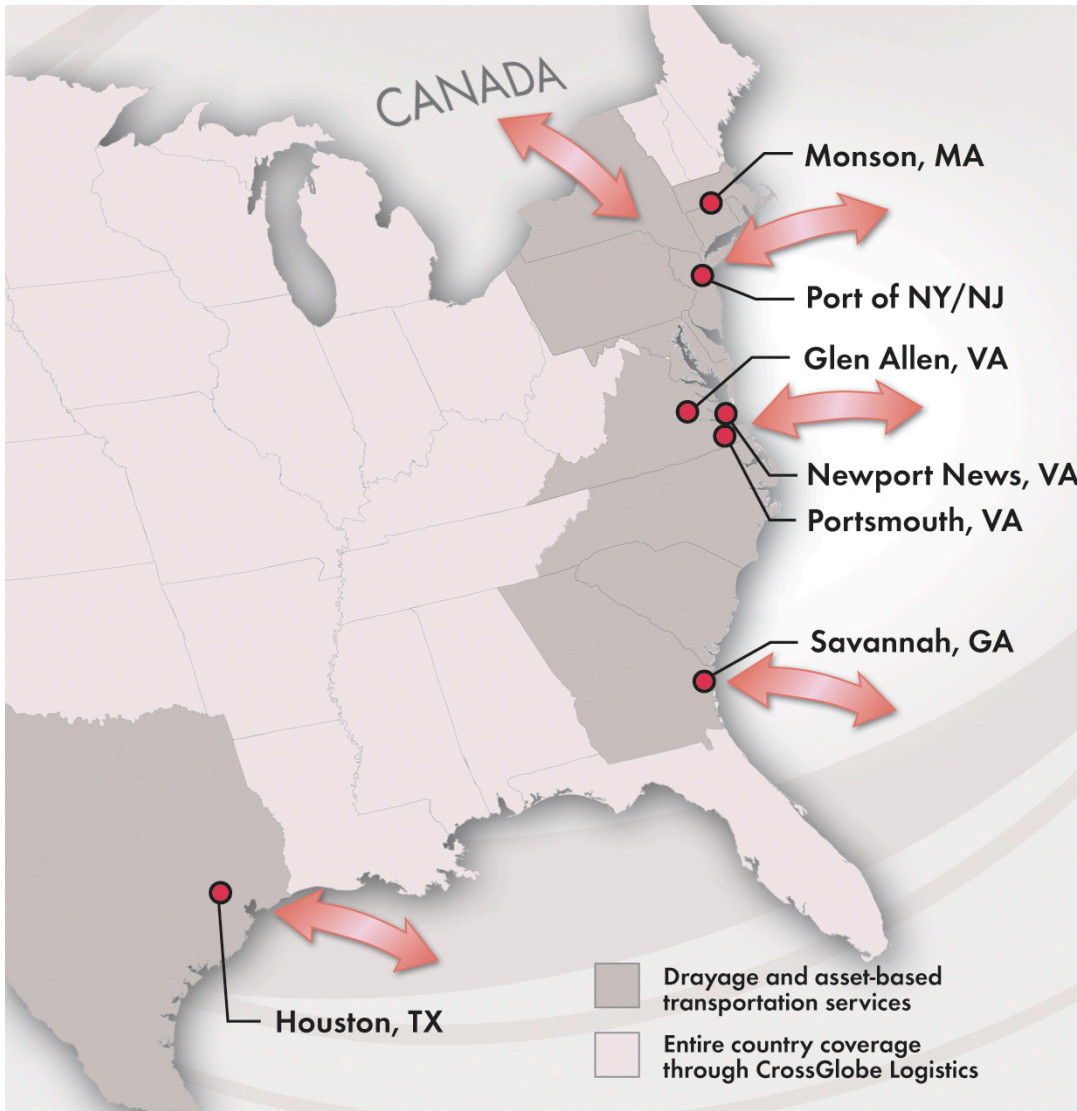 CANADA
Monson, MA
Port of NY/NJ
Glen Allen, VA
Newport News, VA
Portsmouth, VA
Savannah, GA
Houston, TX
Drayage and asset-based
transportation services
Entire country coverage
through CrossGlobe Logistics